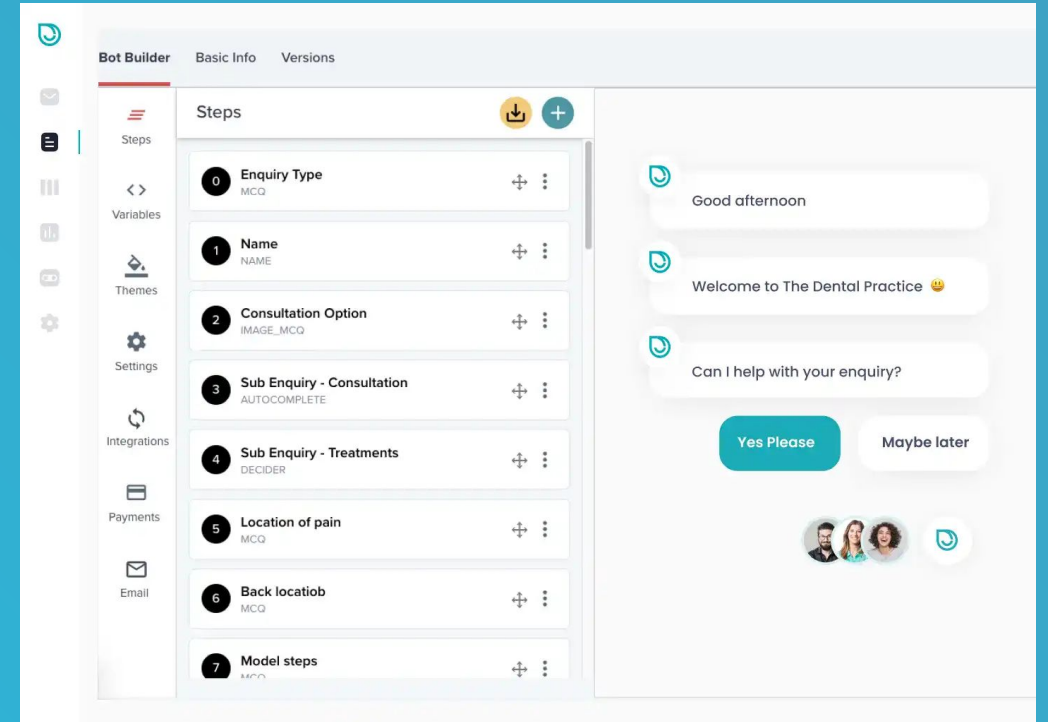 Bot Builder
Basic Info
Versions
Steps
Variables
Themes
Settings
Integrations
Payments
Email
Steps
0
Enquiry Type
MCQ
1
Name
NAME
2
Consultation Option
IMAGE_MCQ
3
Sub Enquiry - Consultation
AUTOCOMPLETE
4
Sub Enquiry - Treatments
DECIDER
5
Location of pain
MCQ
6
Back locatiob
MCQ
7
Model steps
MCQ
Good afternoon
Welcome to The Dental Practice 😃
Can I help with your enquiry?
Yes Please
Maybe later